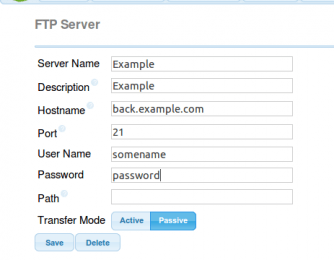 FTP Server
Server Name Example
Description Example
Hostname back.example.com
Port 21
User Name somename
Password password
Path
Transfer Mode Active Passive
Save Delete